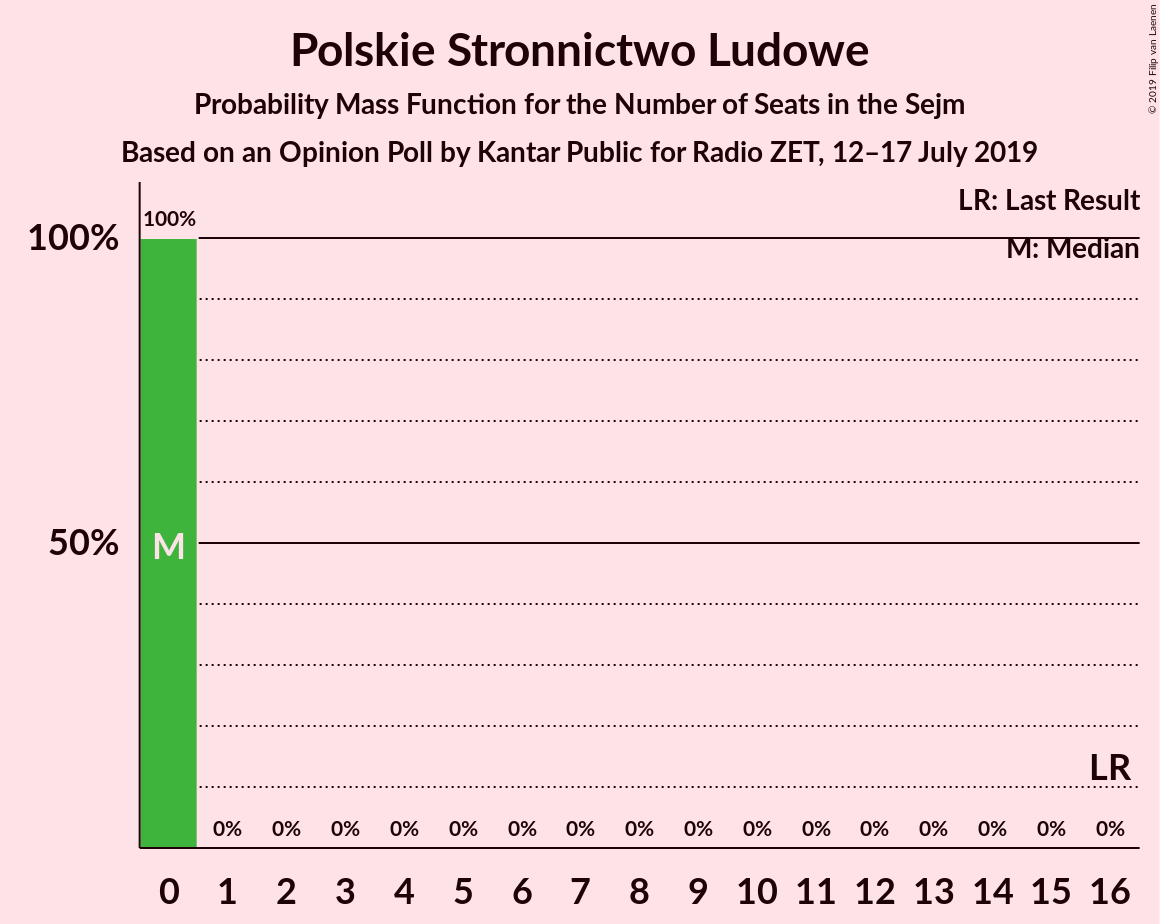 Polskie Stronnictwo Ludowe
Probability Mass Function for the Number of Seats in the Sejm
Based on an Opinion Poll by Kantar Public for Radio ZET, 12–17 July 2019
© 2019 Filip van Laenen
LR: Last Result
M: Median
100%
100%
50%
M
LR
0% 0% 0% 0% 0% 0% 0% 0% 0% 0% 0% 0% 0% 0% 0% 0%
0 1 2 3 4 5 6 7 8 9 10 11 12 13 14 15 16